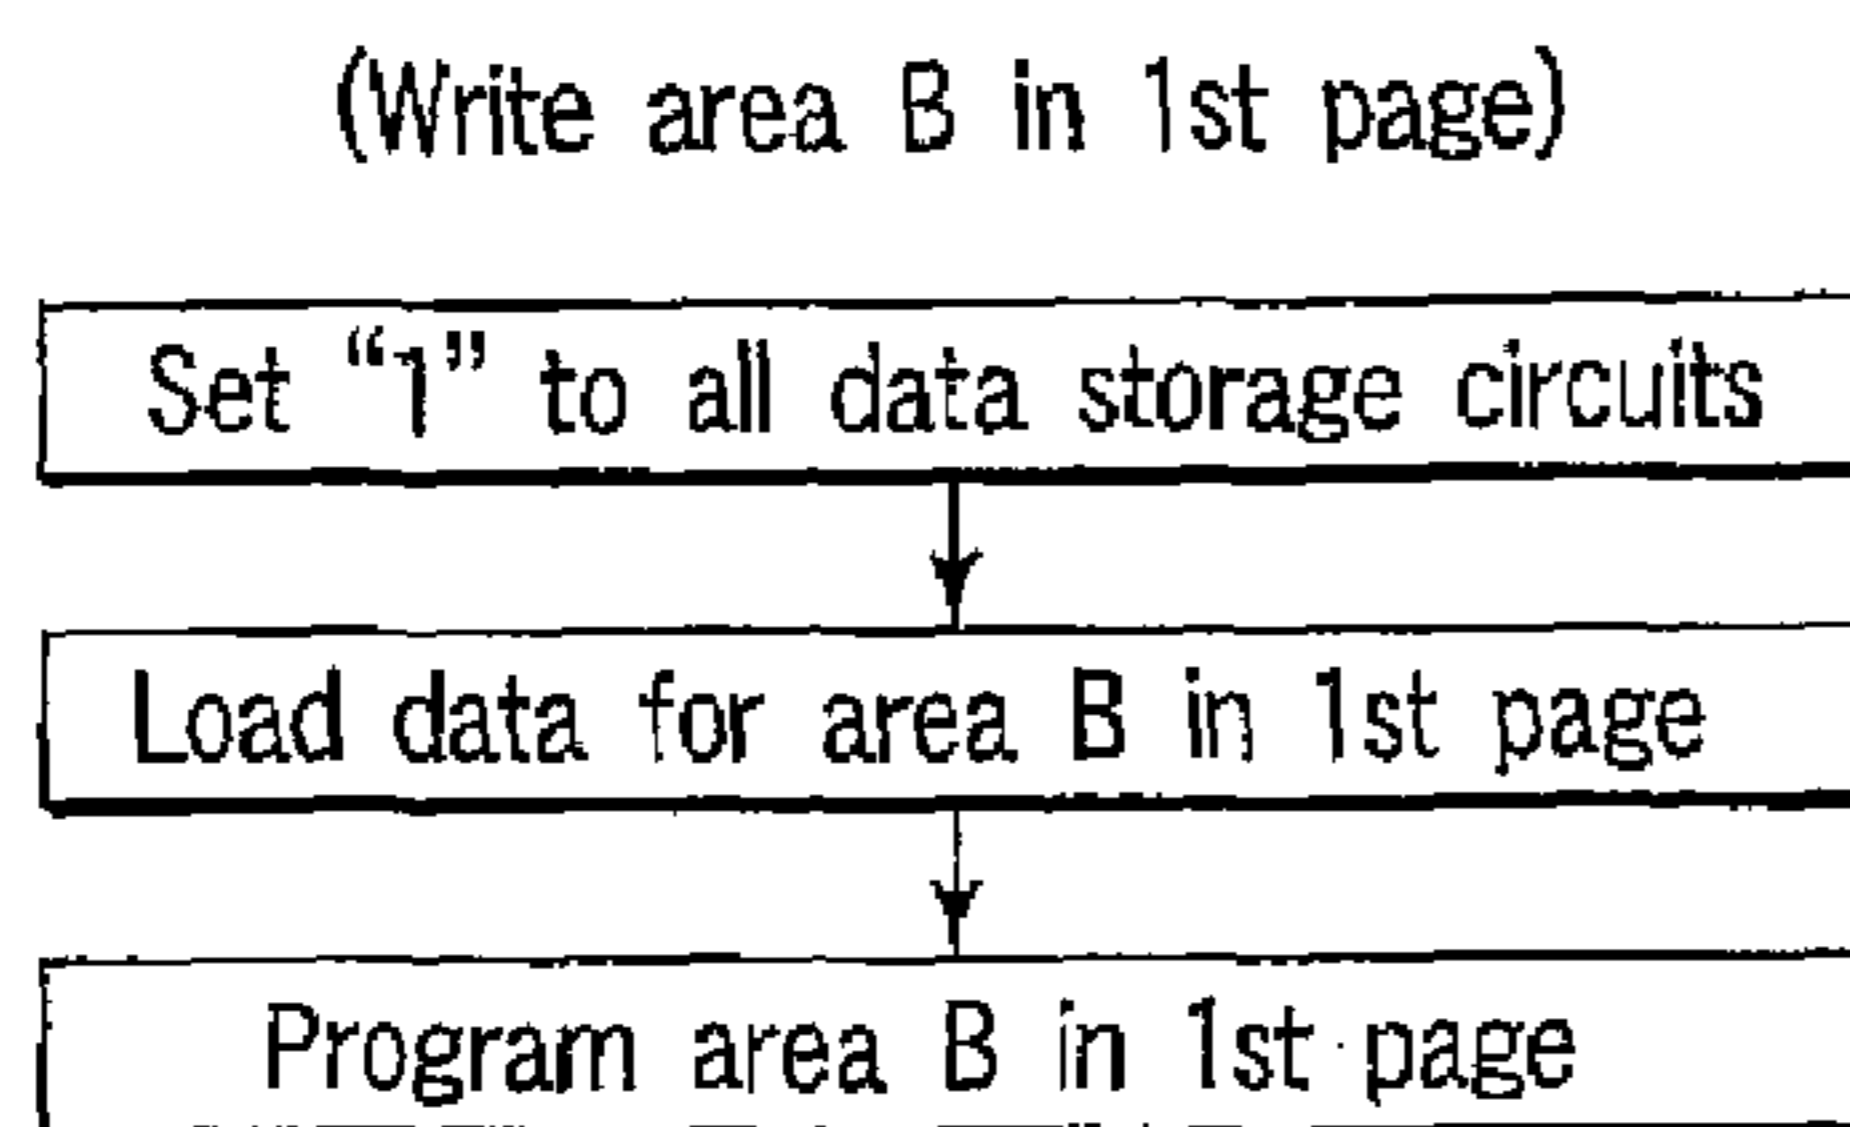 (Write area B in 1st page)
Set “1” to all data storage circuits
Load data for area B in 1st page
Program area B in 1st page